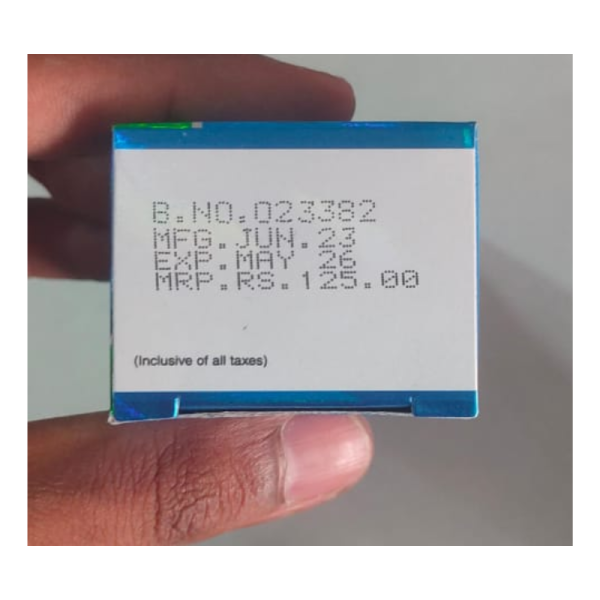 B.NO.023382
MFG.JUN.23
EXP.MAY 26
MRP.RS.125.00
(Inclusive of all taxes)